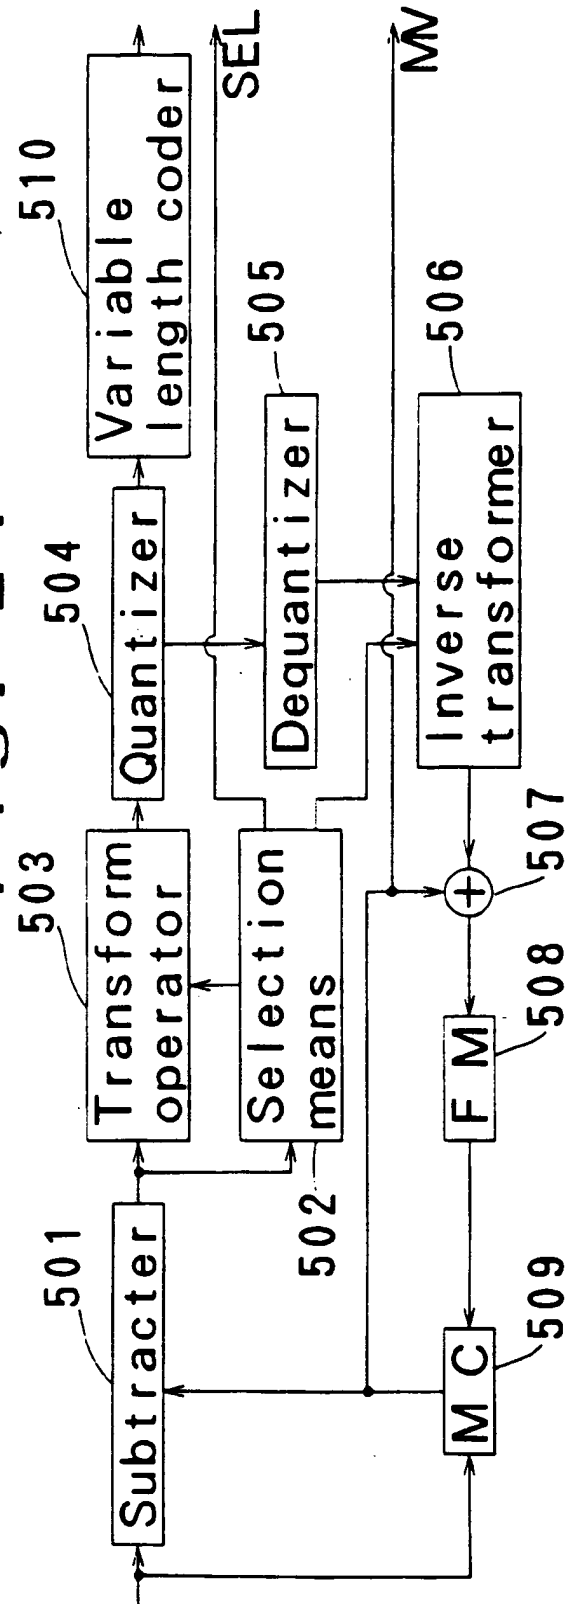 501
Subtracter
503
Transform
operator
504
Quantizer
510
Variable
length coder
SEL
502
Selection
means
505
Dequantizer
MV
506
Inverse
transformer
507
+
508
F M
509
M C